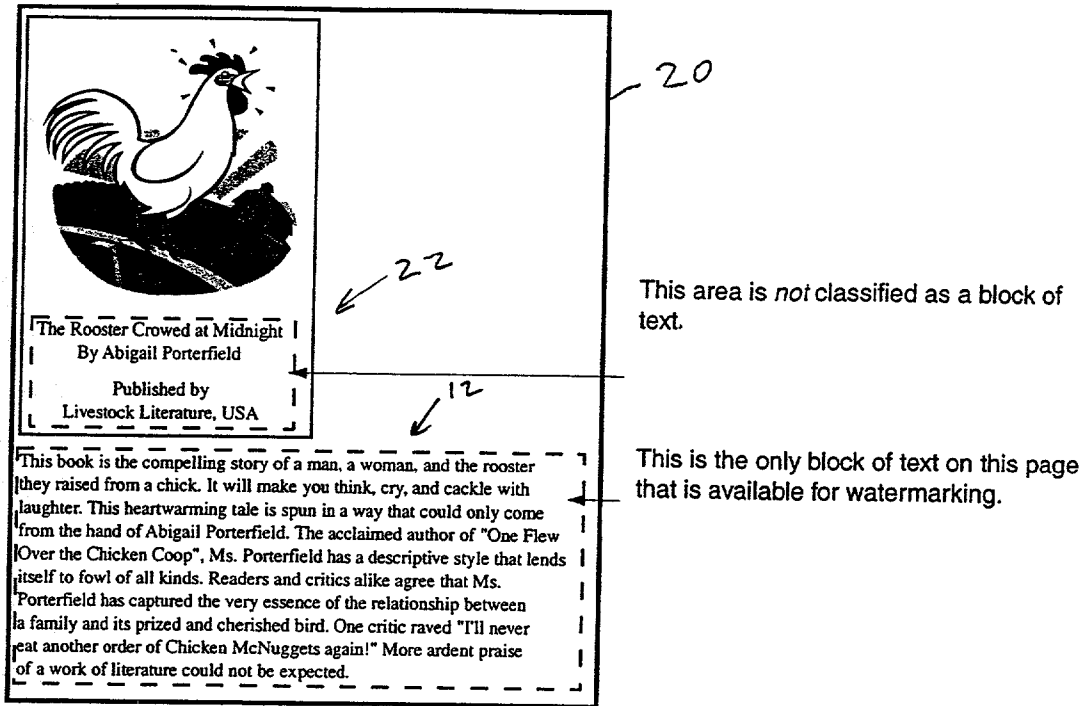 20
22
This area is not classified as a block of
text.
The Rooster Crowed at Midnight
By Abigail Porterfield
Published by
Livestock Literature, USA
12
This book is the compelling story of a man, a woman, and the rooster
they raised from a chick. It will make you think, cry, and cackle with
laughter. This heartwarming tale is spun in a way that could only come
from the hand of Abigail Porterfield. The acclaimed author of "One Flew
Over the Chicken Coop", Ms. Porterfield has a descriptive style that lends
itself to fowl of all kinds. Readers and critics alike agree that Ms.
Porterfield has captured the very essence of the relationship between
a family and its prized and cherished bird. One critic raved "I'll never
eat another order of Chicken McNuggets again!" More ardent praise
of a work of literature could not be expected.
This is the only block of text on this page
that is available for watermarking.